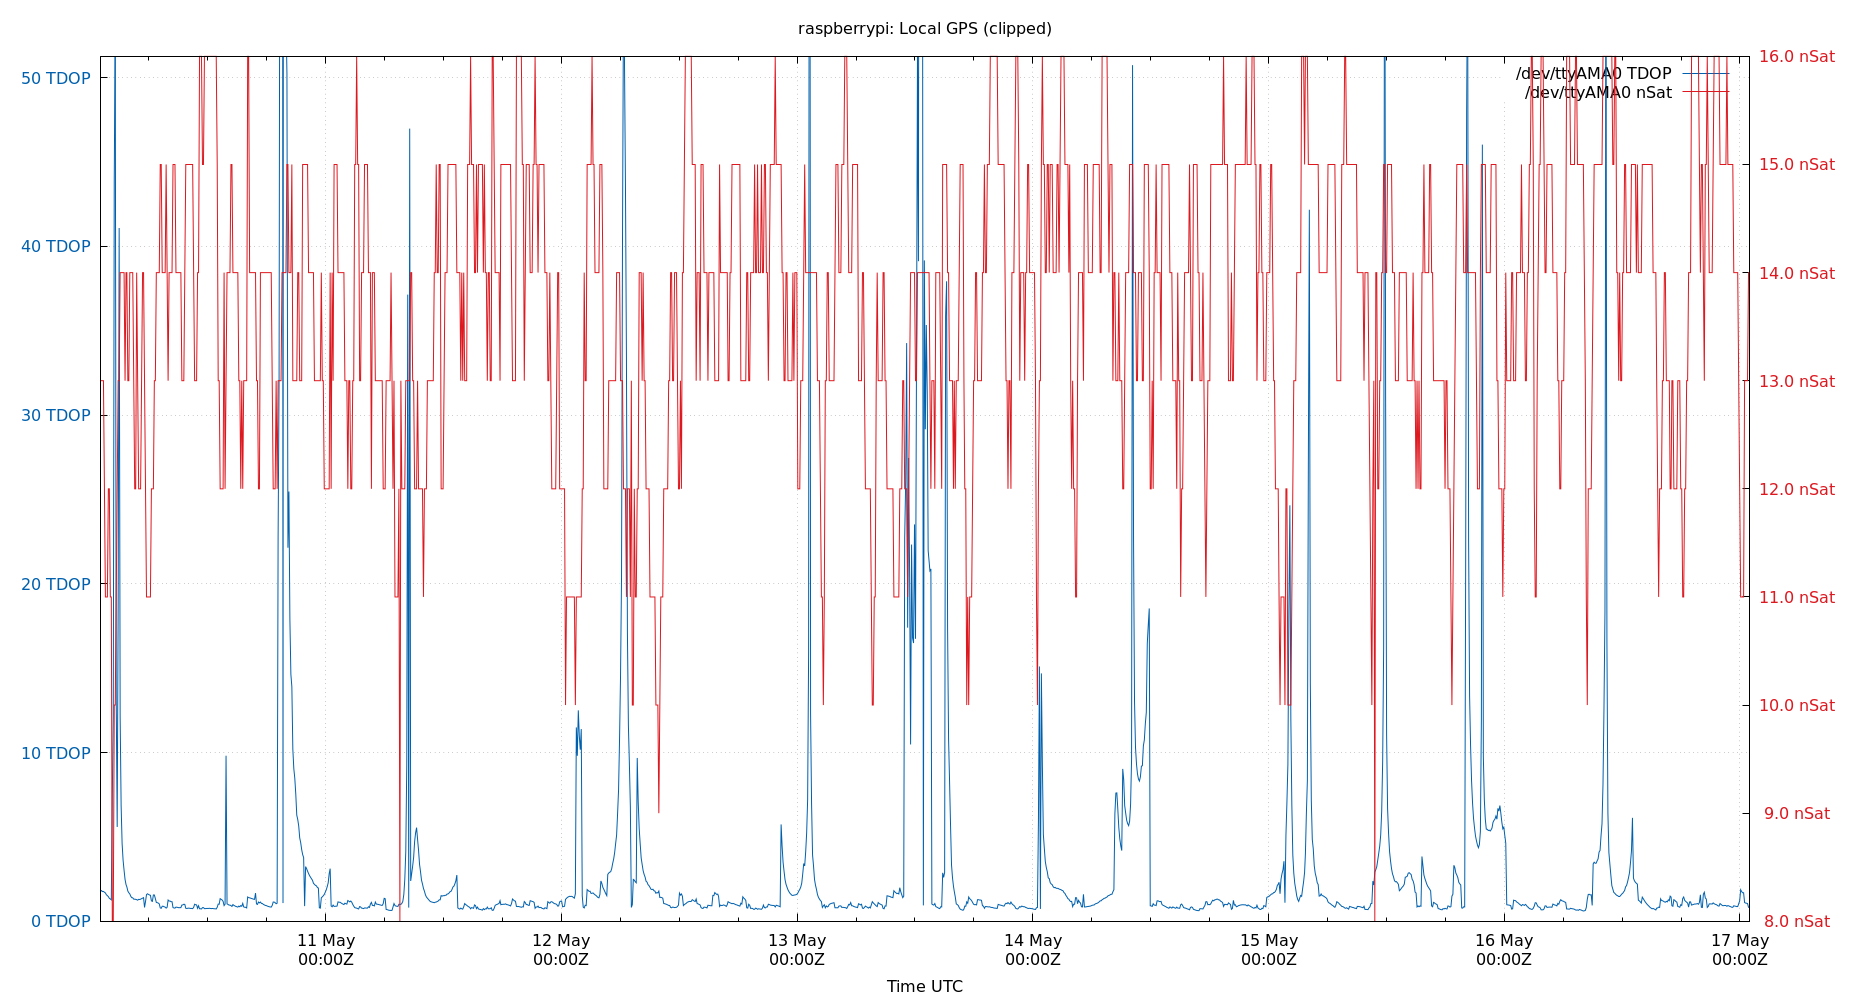 raspberrypi: Local GPS (clipped)
50 TDOP
40 TDOP
30 TDOP
20 TDOP
10 TDOP
0 TDOP
/dev/ttyAMA0 TDOP
/dev/ttyAMA0 nSat
16.0 nSat
15.0 nSat
14.0 nSat
13.0 nSat
12.0 nSat
11.0 nSat
10.0 nSat
9.0 nSat
8.0 nSat
11 May
00:00Z
12 May
00:00Z
13 May
00:00Z
14 May
00:00Z
15 May
00:00Z
16 May
00:00Z
17 May
00:00Z
Time UTC